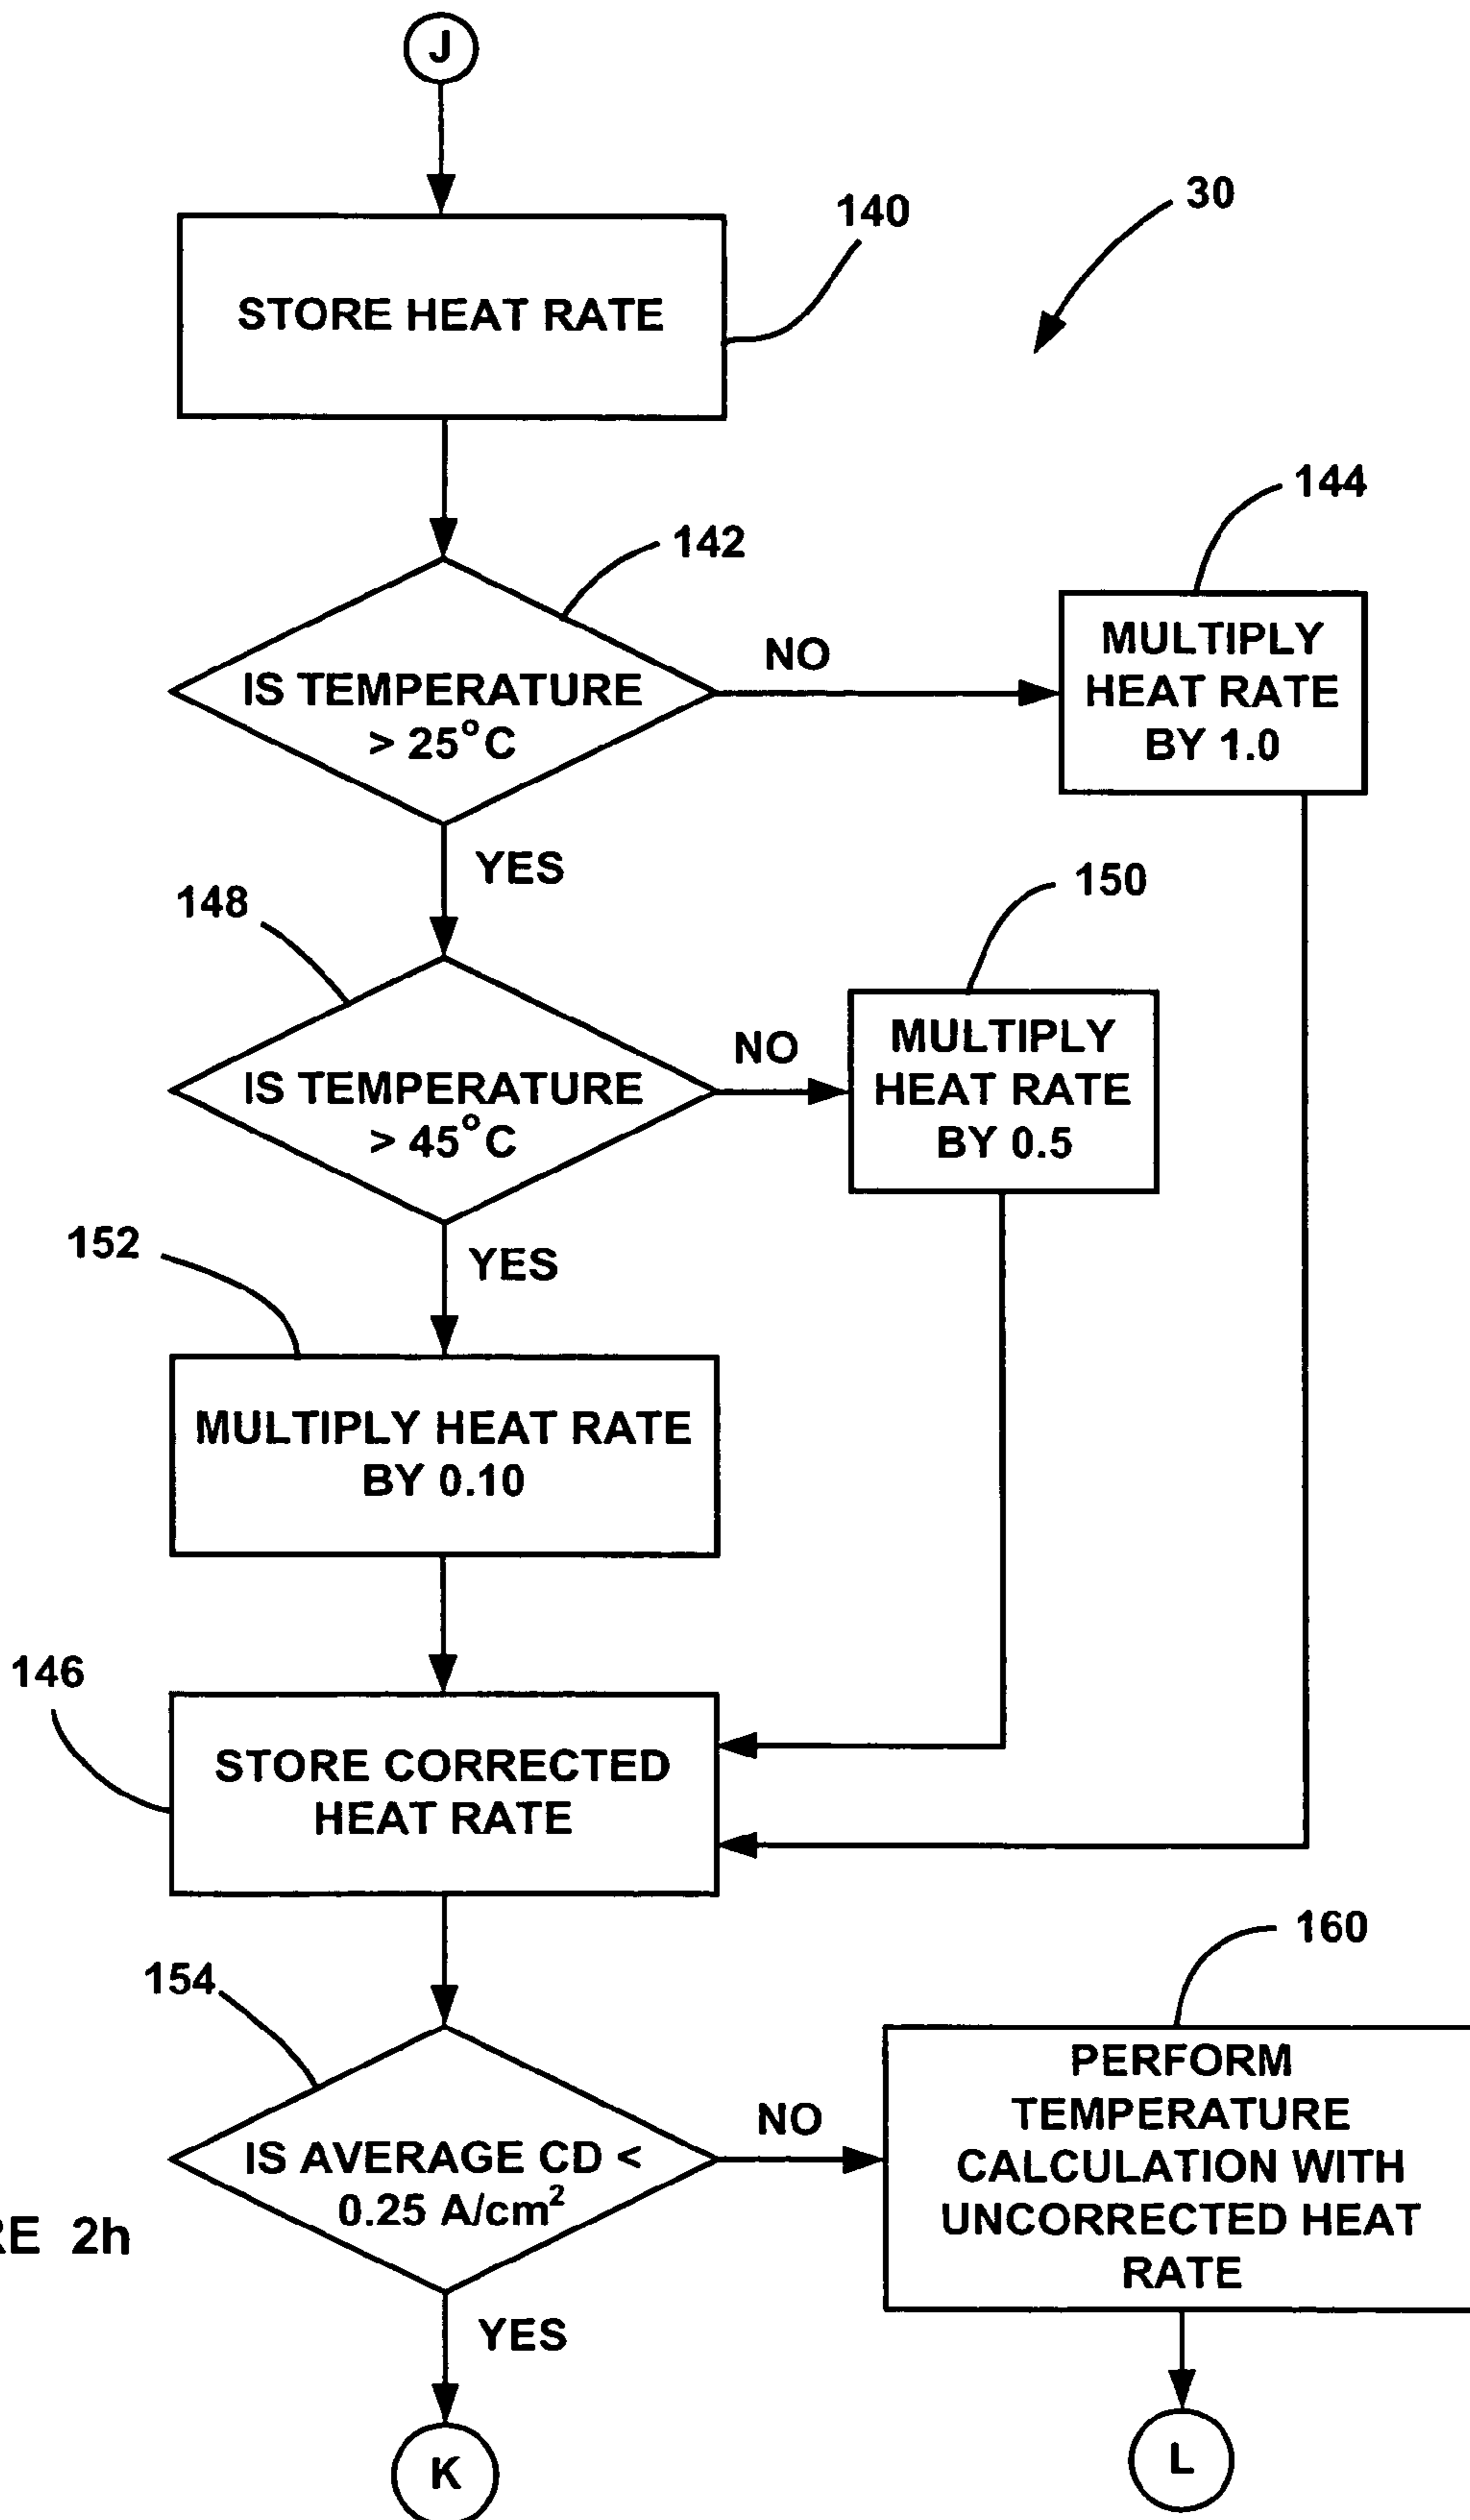 J
30
140
STORE HEAT RATE
144
142
MULTIPLY
HEAT RATE
BY 1.0
NO
IS TEMPERATURE
> 25°C
YES
150
148
MULTIPLY
HEAT RATE
BY 0.5
NO
IS TEMPERATURE
> 45°C
152
YES
MULTIPLY HEAT RATE
BY 0.10
146
STORE CORRECTED
HEAT RATE
160
154
PERFORM
TEMPERATURE
CALCULATION WITH
UNCORRECTED HEAT
RATE
NO
IS AVERAGE CD <
0.25 A/cm²
RE 2h
YES
K
L